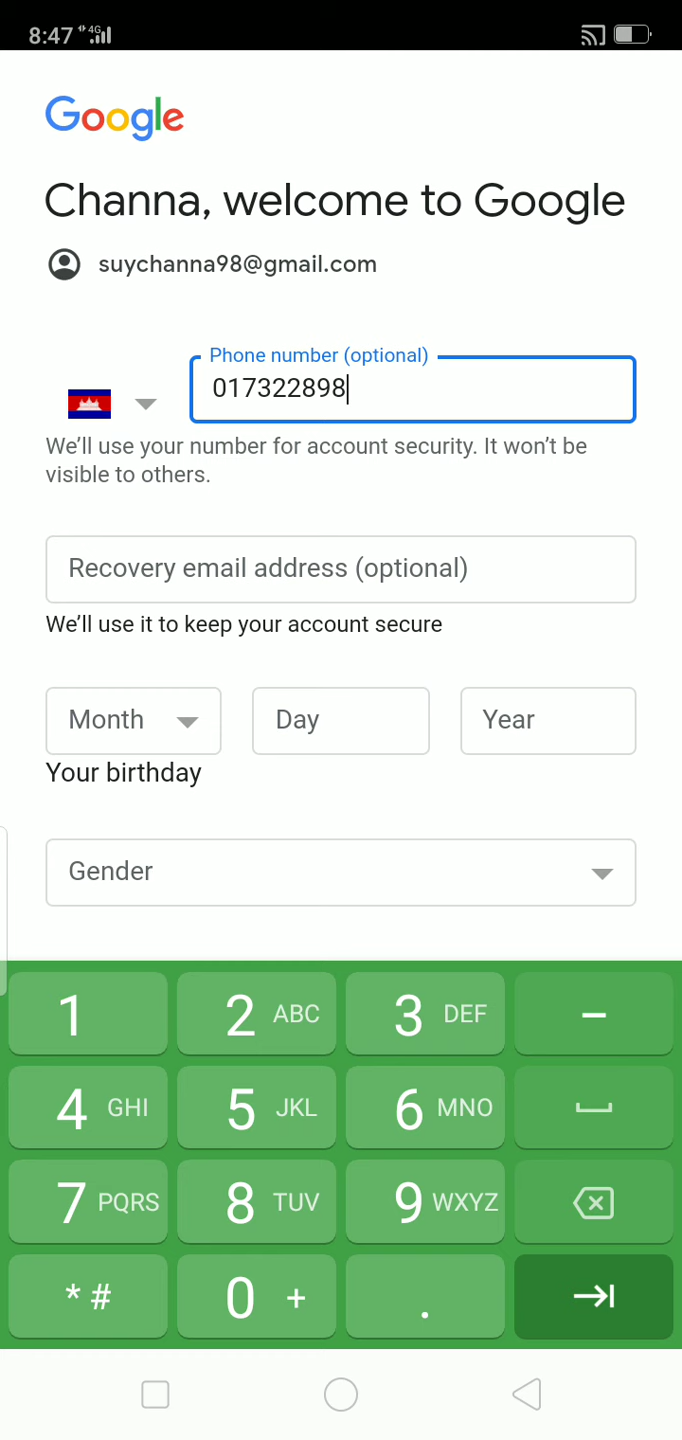 8:47 4G
Google
Channa, welcome to Google
suychanna98@gmail.com
Phone number (optional)
017322898
We’ll use your number for account security. It won’t be
visible to others.
Recovery email address (optional)
We’ll use it to keep your account secure
Month Day Year
Your birthday
Gender
1 2 ABC 3 DEF –
4 GHI 5 JKL 6 MNO
7 PQRS 8 TUV 9 WXYZ
* # 0 + .